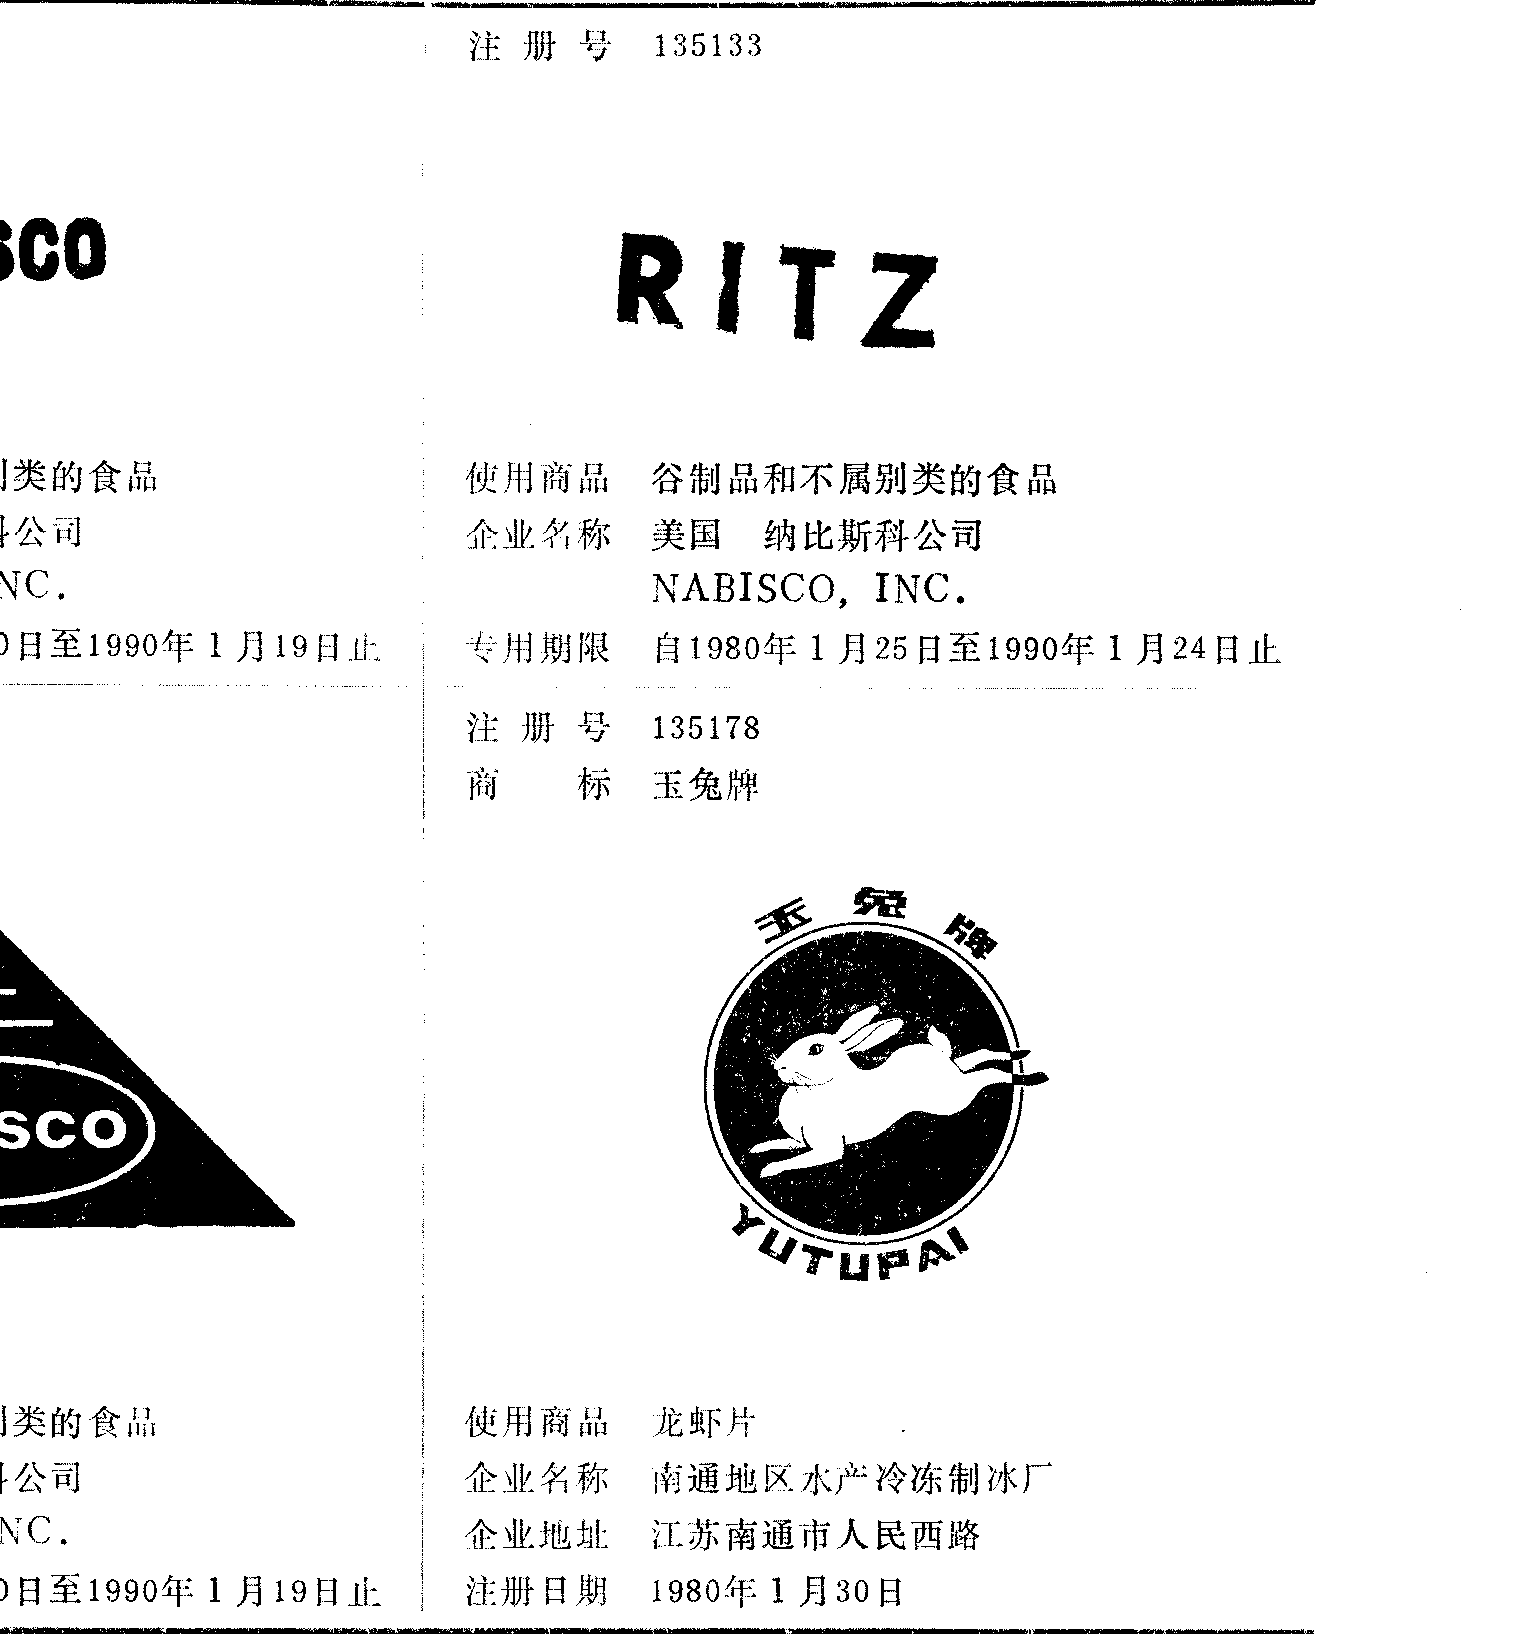 SCO
别类的食品
科公司
NC.
0日至1990年1月19日止
sco
别类的食品
科公司
NC.
0日至1990年1月19日止
注册号 135133
RITZ
使用商品 谷制品和不属别类的食品
企业名称 美国 纳比斯科公司
NABISCO, INC.
专用期限 自1980年1月25日至1990年1月24日止
注册号 135178
商标 玉兔牌
玉兔牌
YUTUPAI
使用商品 龙虾片
企业名称 南通地区水产冷冻制冰厂
企业地址 江苏南通市人民西路
注册日期 1980年1月30日